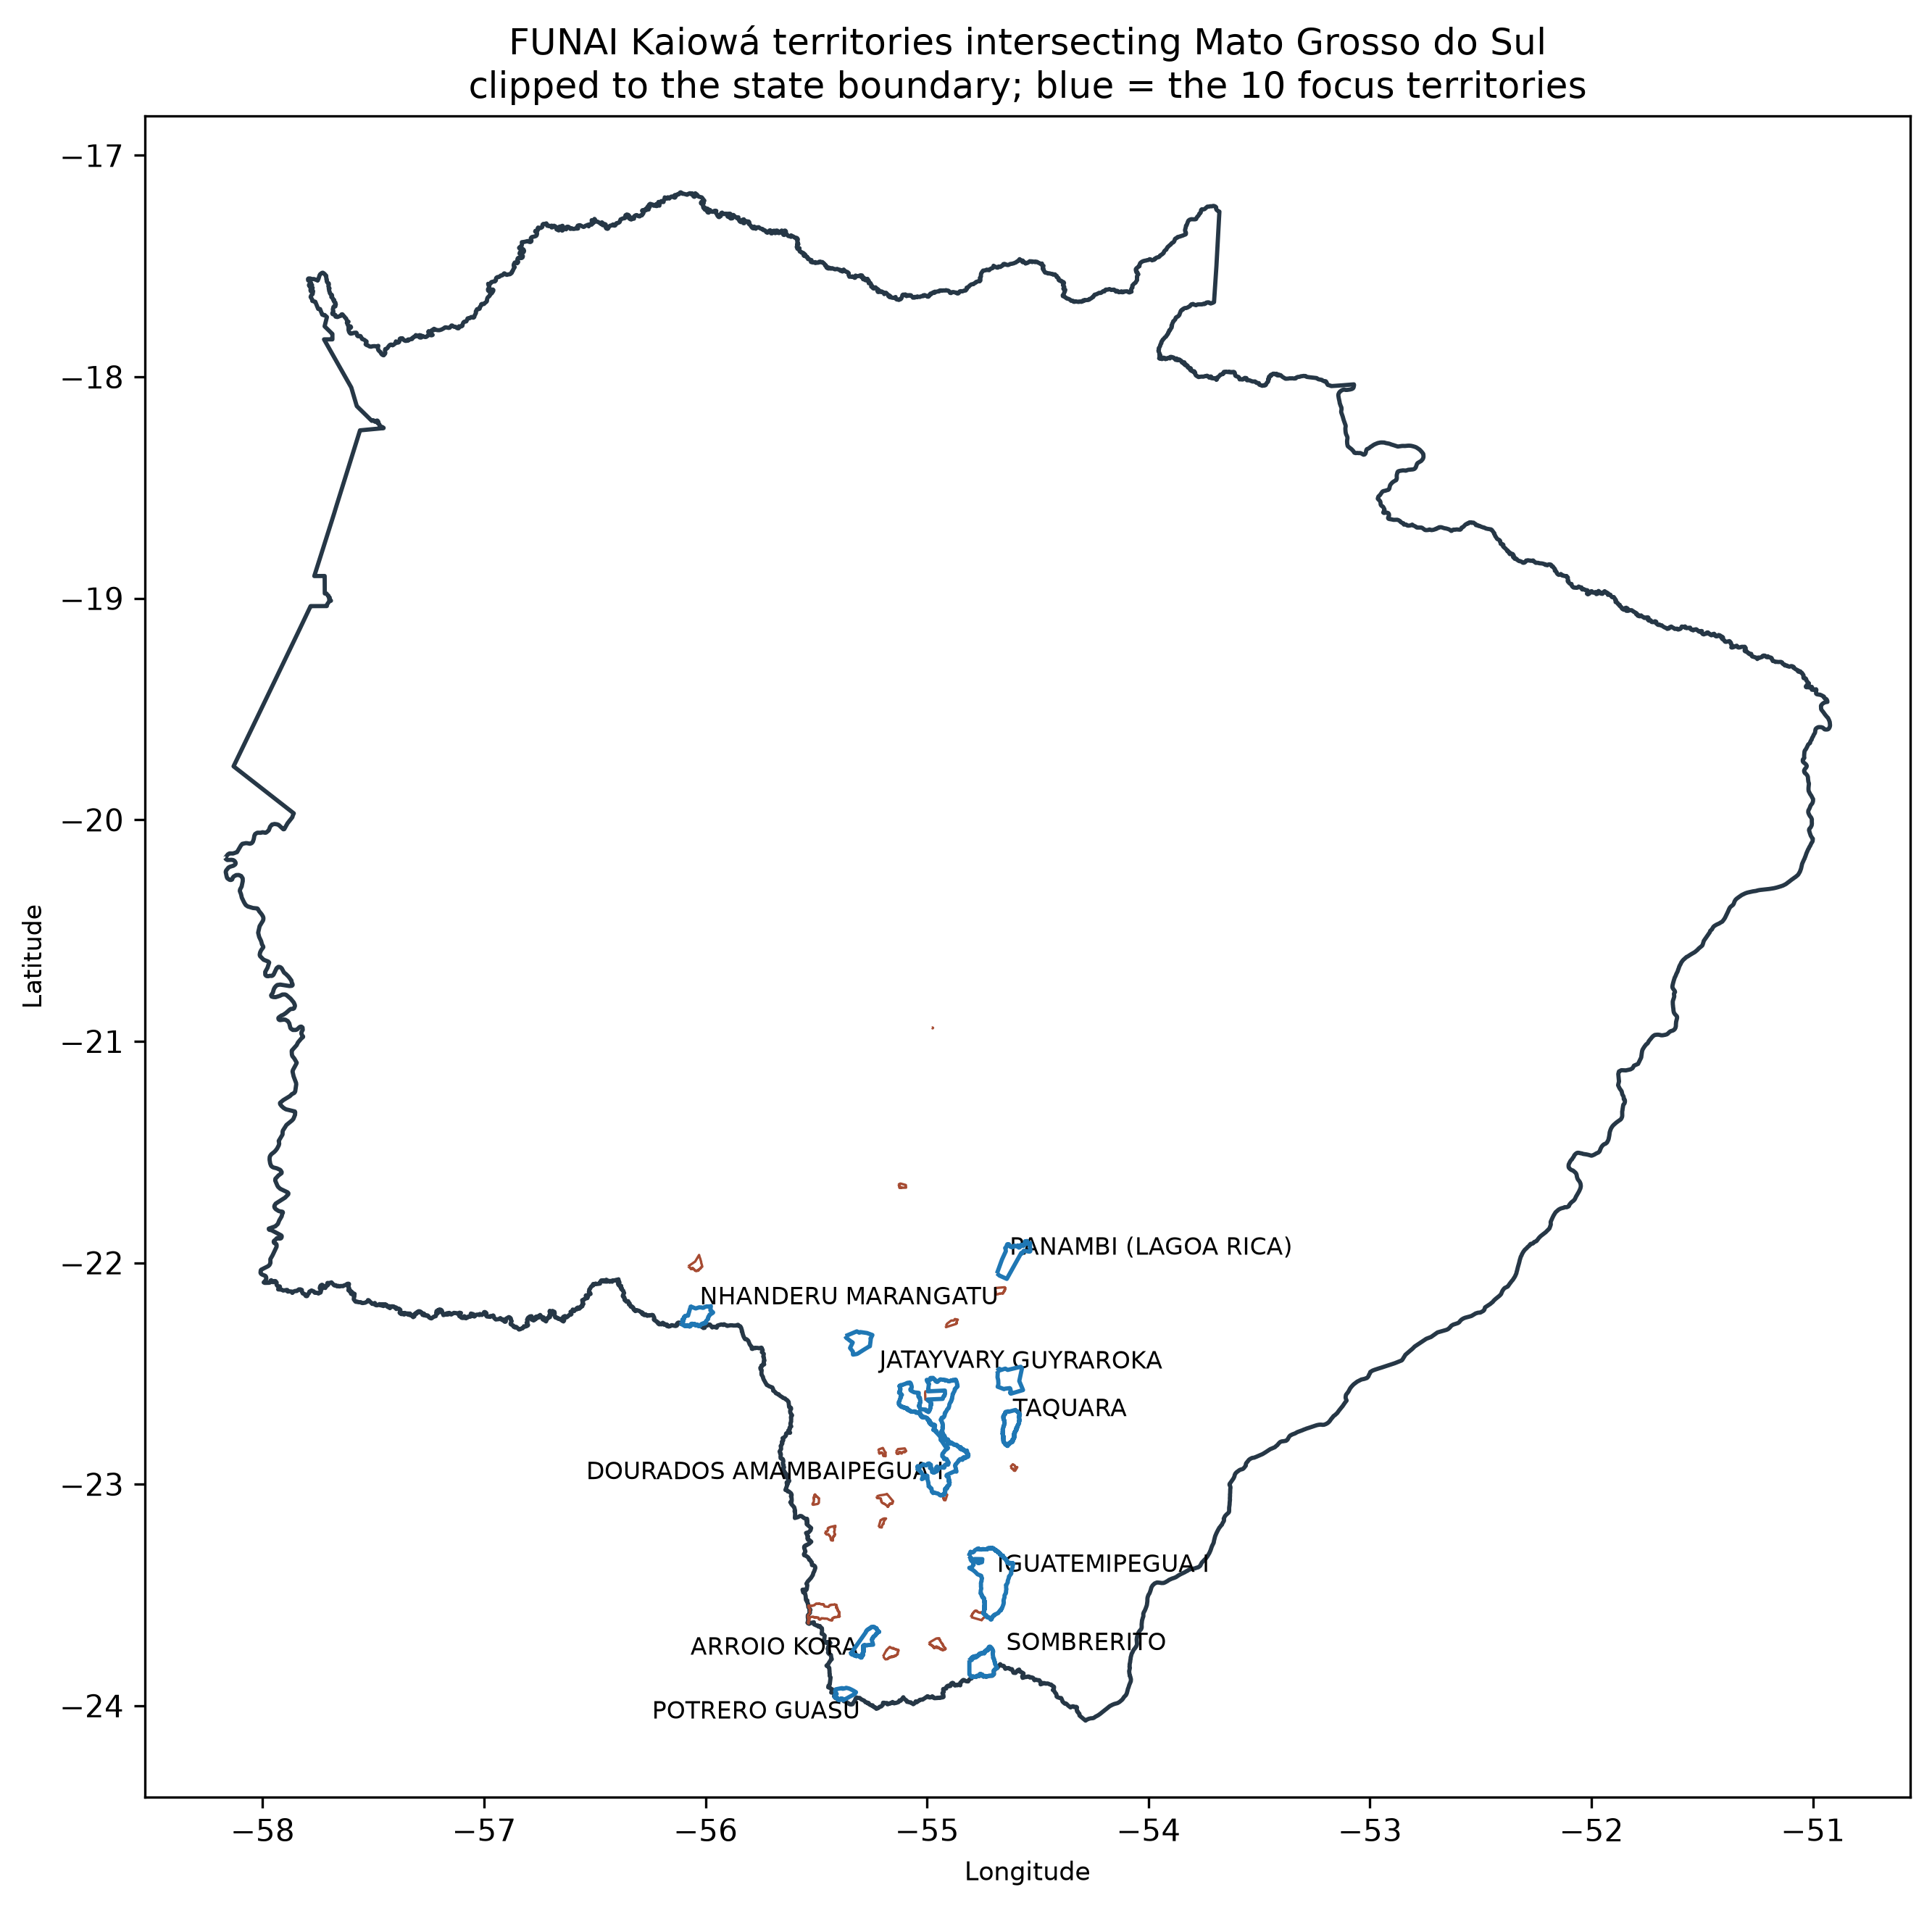 FUNAI Kaiowá territories intersecting Mato Grosso do Sul
clipped to the state boundary; blue = the 10 focus territories
−17
−18
−19
−20
−21
−22
−23
−24
Latitude
PANAMBI (LAGOA RICA)
NHANDERU MARANGATU
JATAYVARY
GUYRAROKA
TAQUARA
DOURADOS AMAMBAIPEGUA I
IGUATEMIPEGUA I
SOMBRERITO
ARROIO KORA
POTRERO GUASU
−58
−57
−56
−55
−54
−53
−52
−51
Longitude